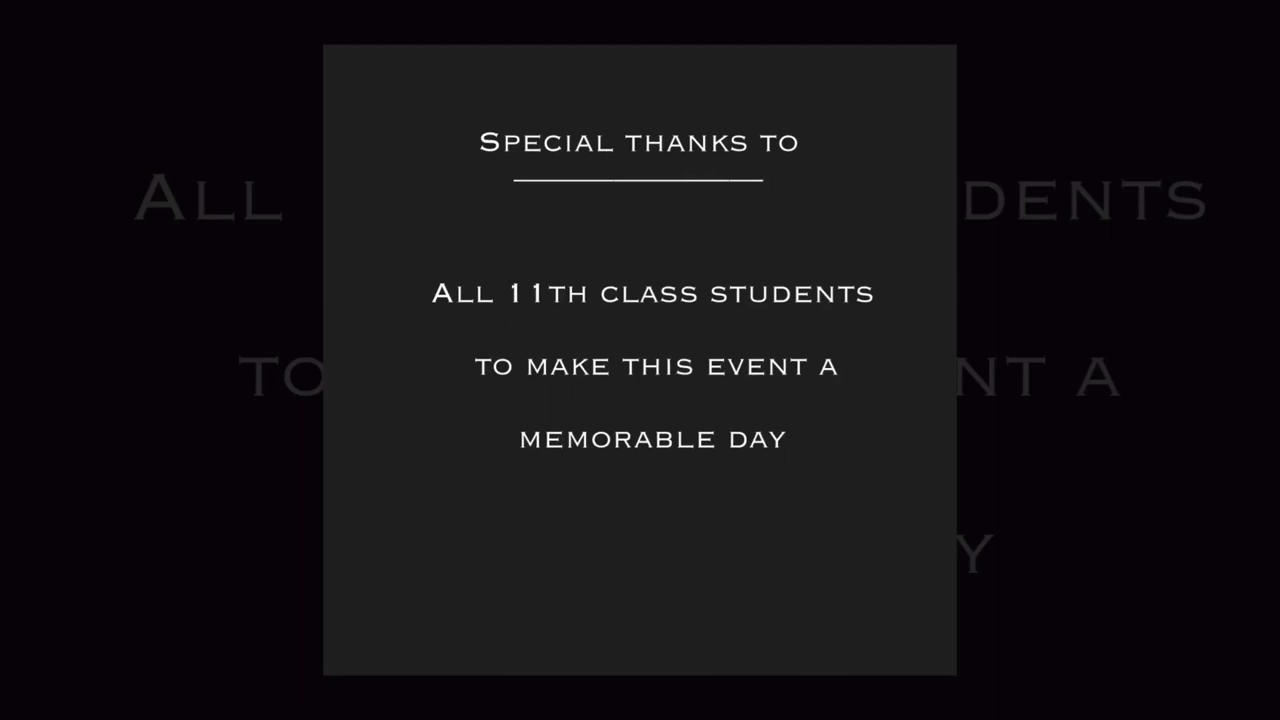 Special thanks to
All 11th class students
to make this event a
memorable day